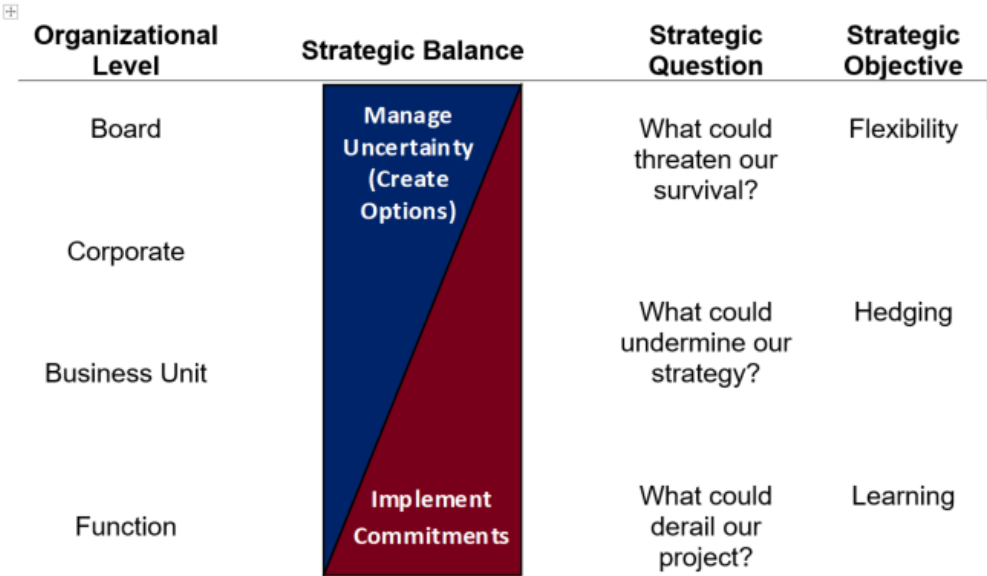 Organizational
Level
Strategic Balance
Strategic
Question
Strategic
Objective
Board
Manage
Uncertainty
(Create
Options)
What could
threaten our
survival?
Flexibility
Corporate
Business Unit
What could
undermine our
strategy?
Hedging
Function
Implement
Commitments
What could
derail our
project?
Learning